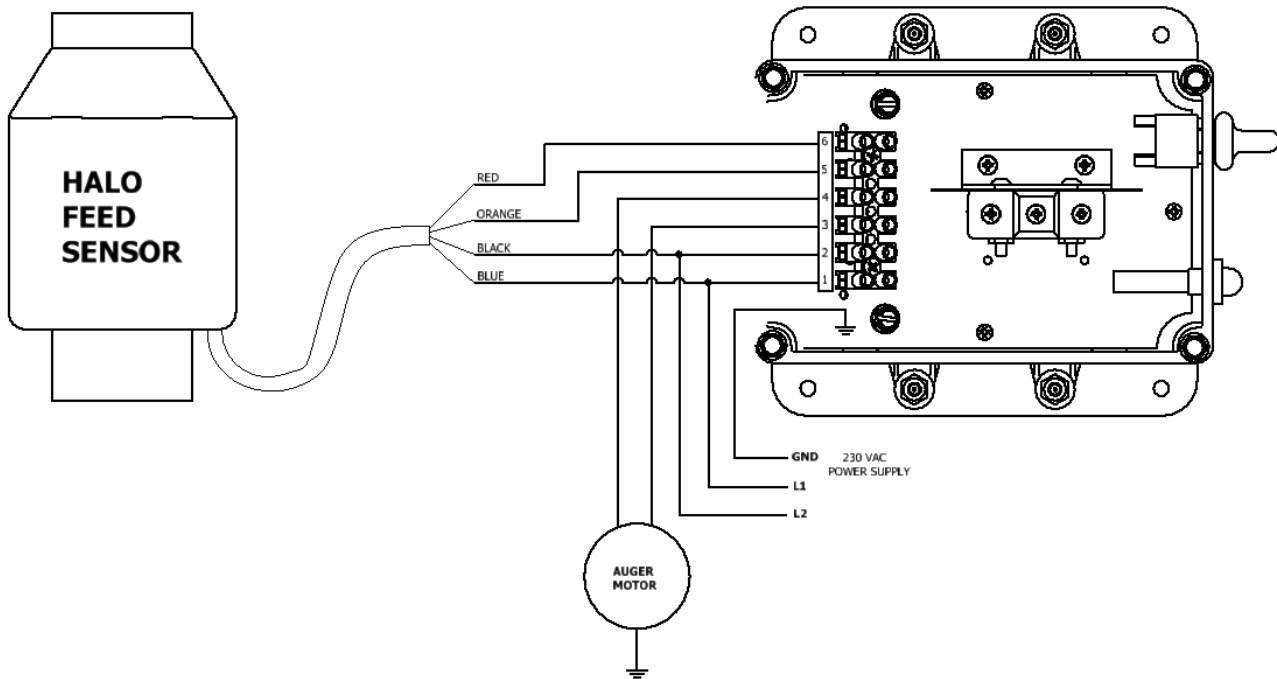 HALO
FEED
SENSOR
RED
ORANGE
BLACK
BLUE
6
5
4
3
2
1
GND
230 VAC
POWER SUPPLY
L1
L2
AUGER
MOTOR